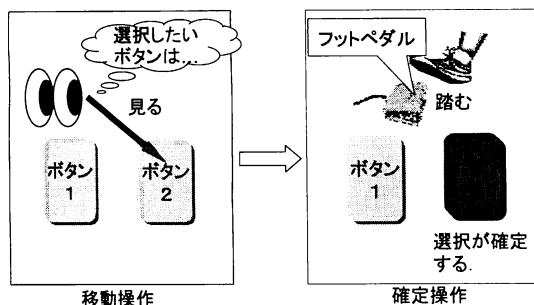 選択したい
ボタンは…
見る
ボタン
1
ボタン
2
移動操作
フットペダル
踏む
ボタン
1
選択が確定
する.
確定操作